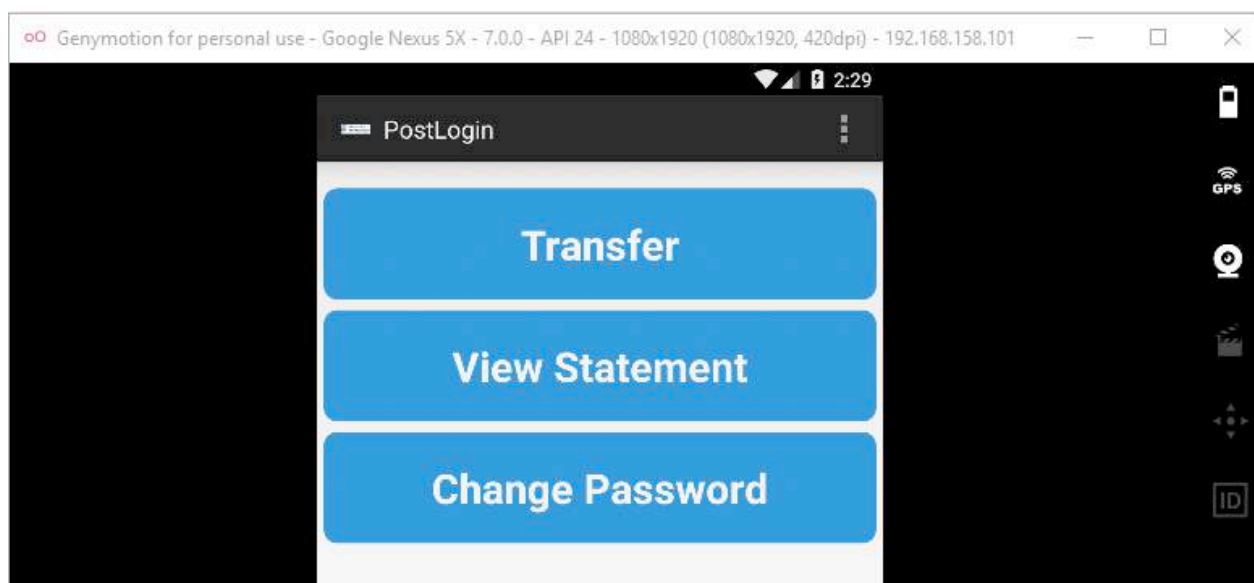 Genymotion for personal use - Google Nexus 5X - 7.0.0 - API 24 - 1080x1920 (1080x1920, 420dpi) - 192.168.158.101
2:29
PostLogin
GPS
Transfer
View Statement
Change Password
ID